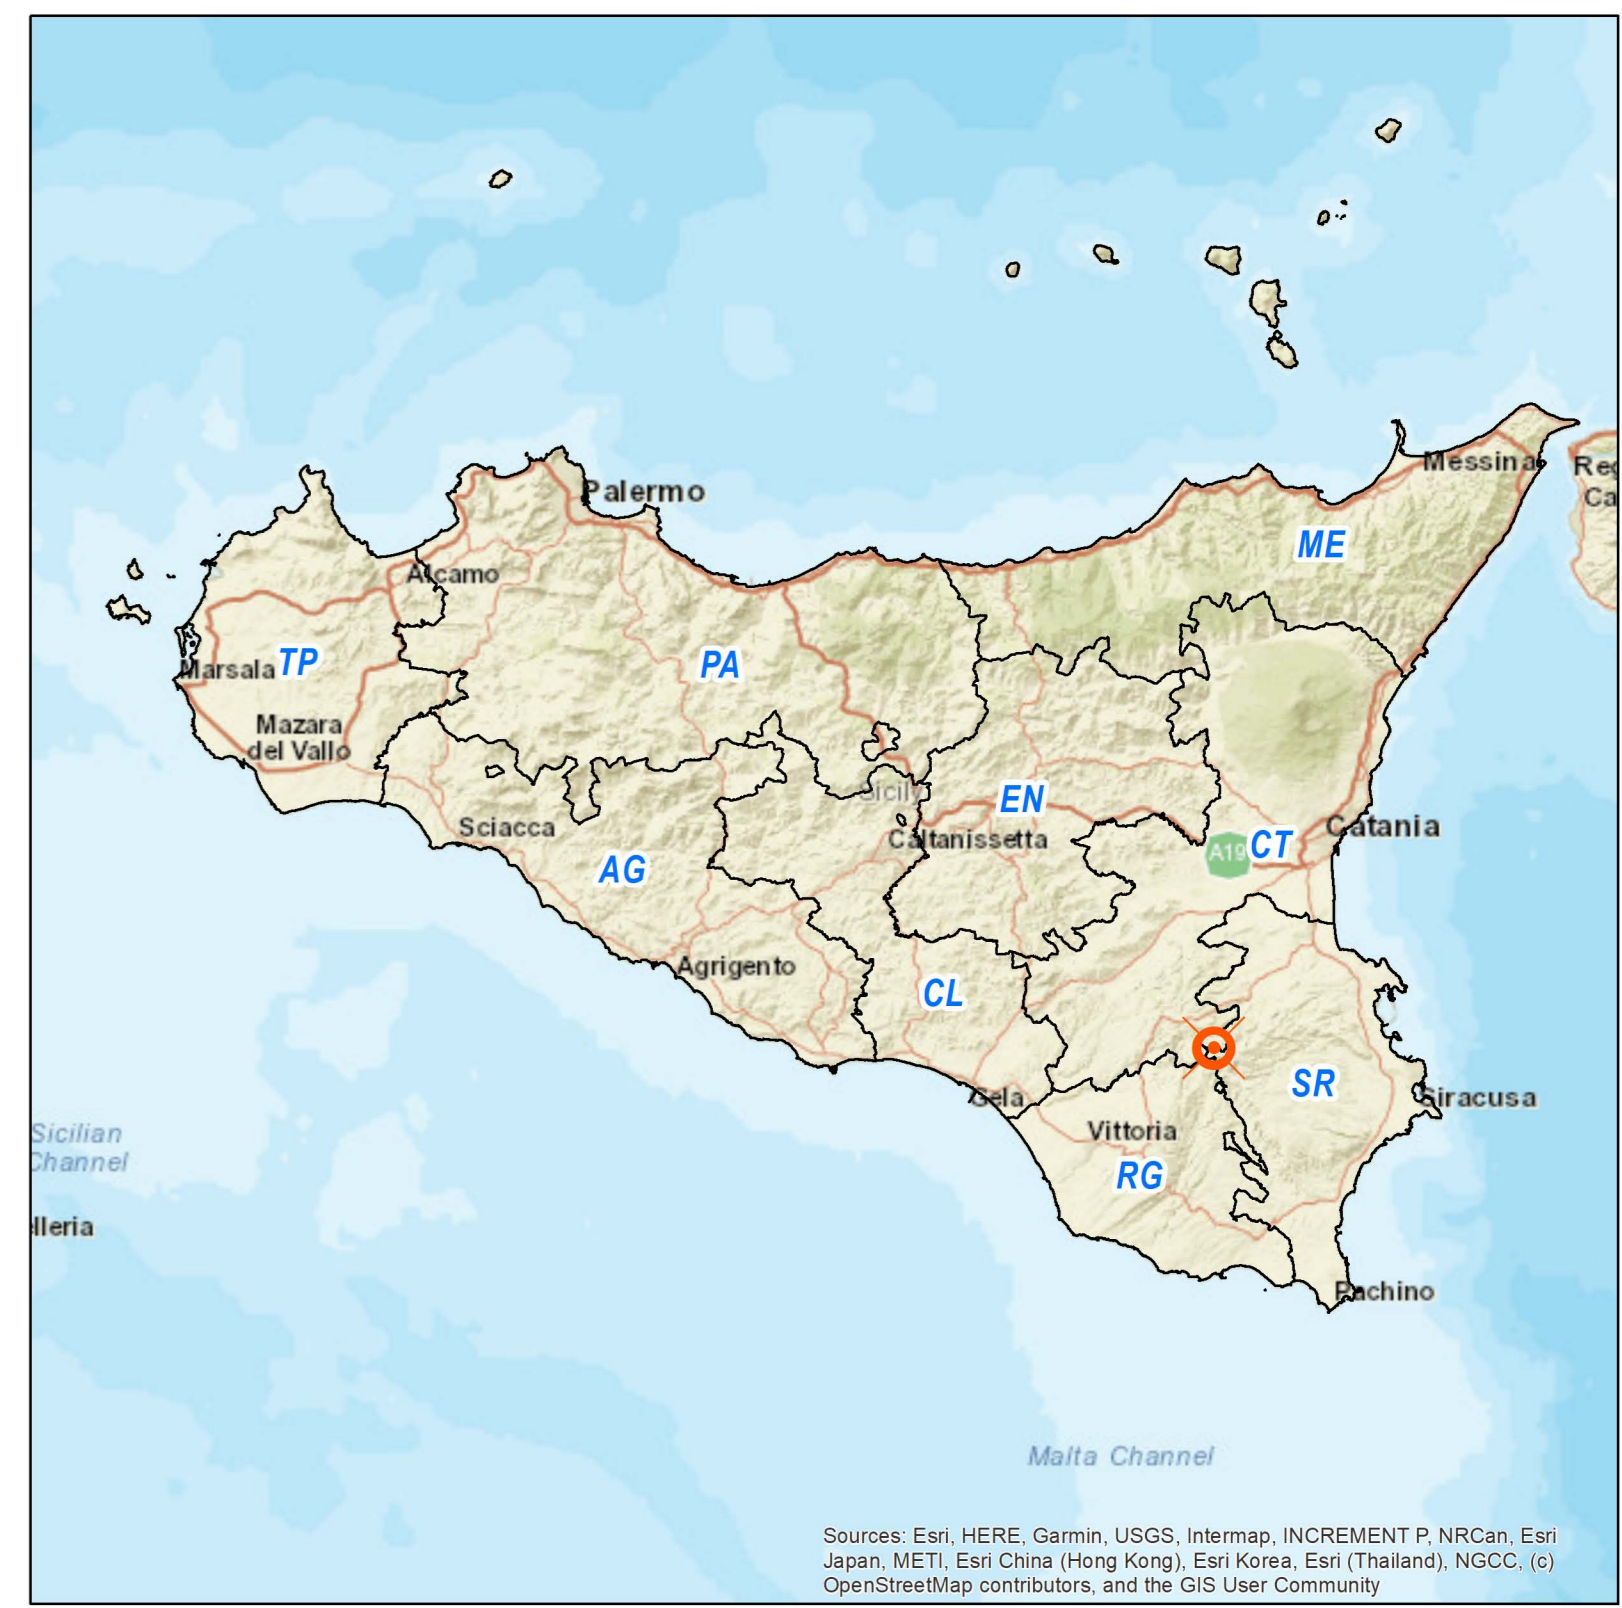 Palermo
Messina
Reg
Ca
ME
Alcamo
Marsala
TP
PA
Mazara
del Vallo
Sicily
EN
Sciacca
Caltanissetta
A19
CT
Catania
AG
Agrigento
CL
SR
Gela
Siracusa
Vittoria
Sicilian
Channel
RG
lleria
Pachino
Malta Channel
Sources: Esri, HERE, Garmin, USGS, Intermap, INCREMENT P, NRCan, Esri
Japan, METI, Esri China (Hong Kong), Esri Korea, Esri (Thailand), NGCC, (c)
OpenStreetMap contributors, and the GIS User Community